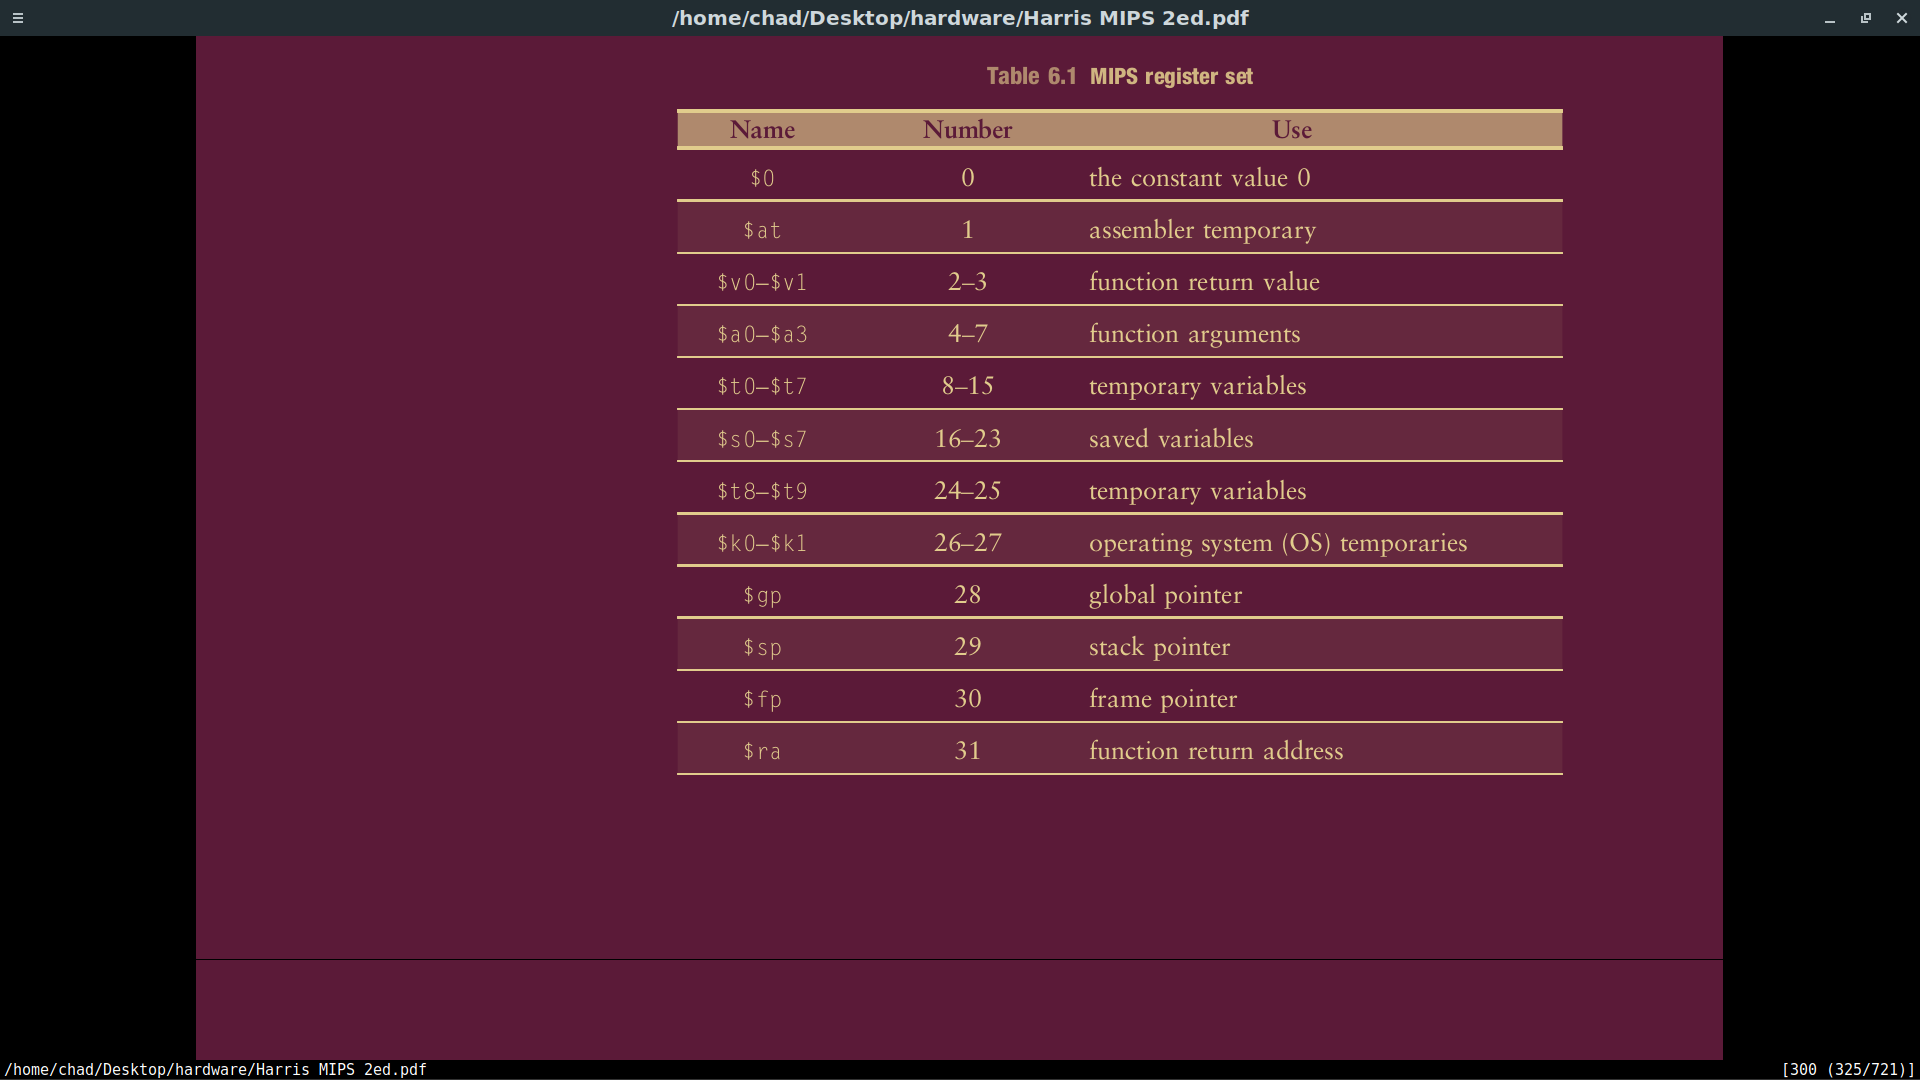 /home/chad/Desktop/hardware/Harris MIPS 2ed.pdf
Table 6.1 MIPS register set
Name Number Use
$0 0 the constant value 0
$at 1 assembler temporary
$v0–$v1 2–3 function return value
$a0–$a3 4–7 function arguments
$t0–$t7 8–15 temporary variables
$s0–$s7 16–23 saved variables
$t8–$t9 24–25 temporary variables
$k0–$k1 26–27 operating system (OS) temporaries
$gp 28 global pointer
$sp 29 stack pointer
$fp 30 frame pointer
$ra 31 function return address
/home/chad/Desktop/hardware/Harris MIPS 2ed.pdf [300 (325/721)]